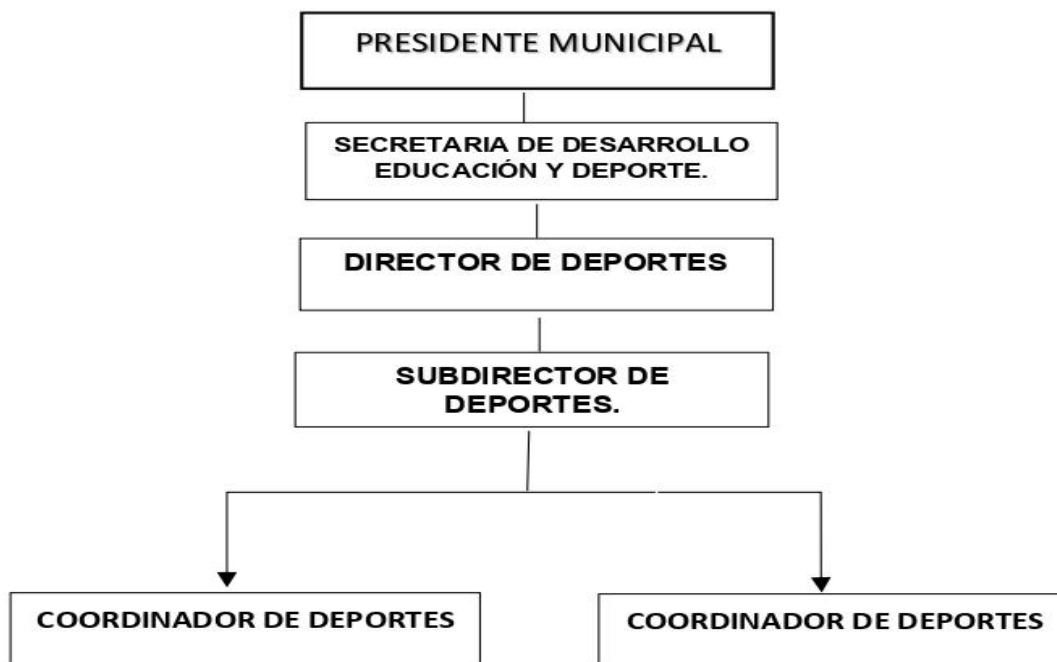 PRESIDENTE MUNICIPAL
SECRETARIA DE DESARROLLO
EDUCACIÓN Y DEPORTE.
DIRECTOR DE DEPORTES
SUBDIRECTOR DE
DEPORTES.
COORDINADOR DE DEPORTES
COORDINADOR DE DEPORTES